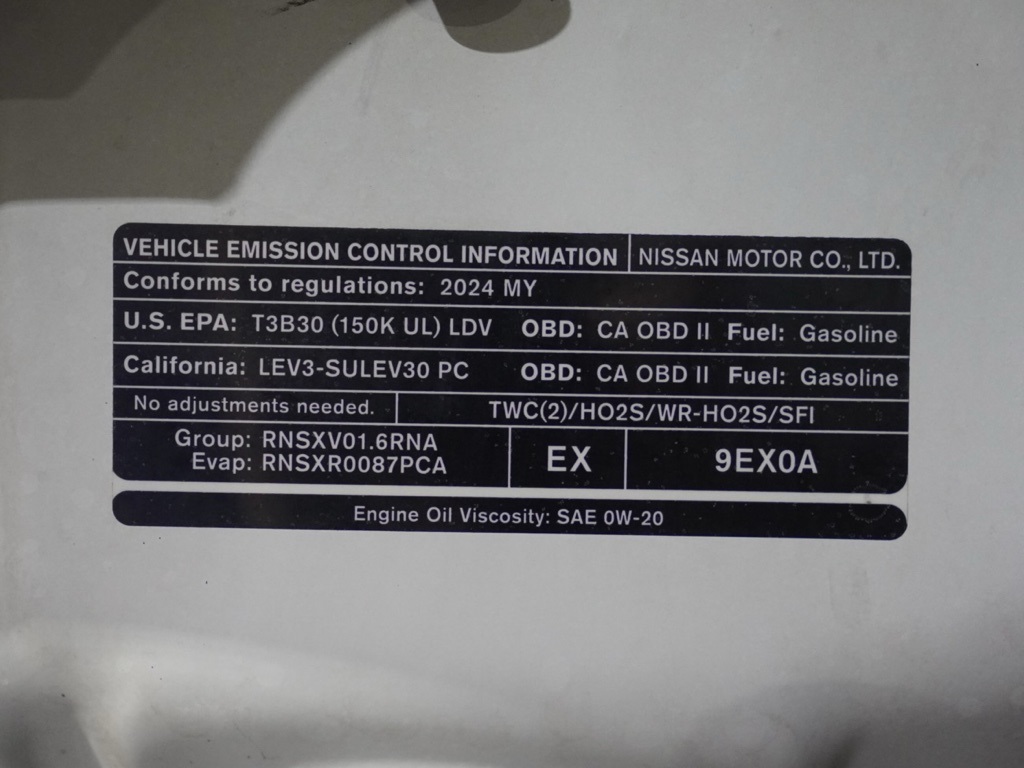 VEHICLE EMISSION CONTROL INFORMATION NISSAN MOTOR CO., LTD.
Conforms to regulations: 2024 MY
U.S. EPA: T3B30 (150K UL) LDV OBD: CA OBD II Fuel: Gasoline
California: LEV3-SULEV30 PC OBD: CA OBD II Fuel: Gasoline
No adjustments needed. TWC(2)/HO2S/WR-HO2S/SFI
Group: RNSXV01.6RNA
Evap: RNSXR0087PCA EX 9EX0A
Engine Oil Viscosity: SAE 0W-20